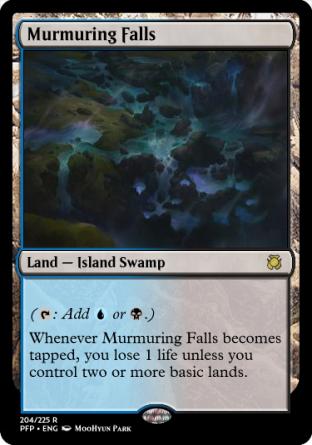 Murmuring Falls
Land — Island Swamp
(: Add or .)
Whenever Murmuring Falls becomes
tapped, you lose 1 life unless you
control two or more basic lands.
204/225 R
PFP • ENG MooHyun Park